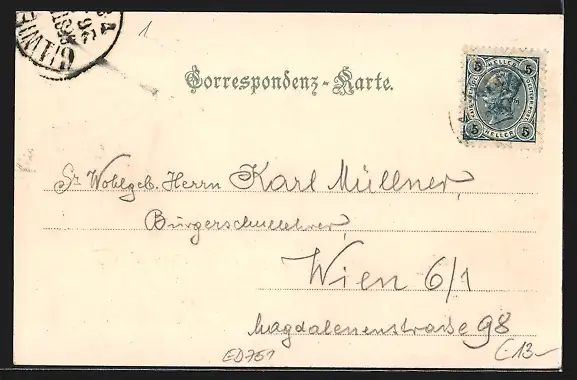 1
Correspondenz-Karte.
5 HELLER 5
5 HELLER 5
Sr. Wohlgeb. Herrn Karl Müllner,
Bürgerschullehrer,
Wien 6/1
Magdalenenstrasse 98
ED761
C13-